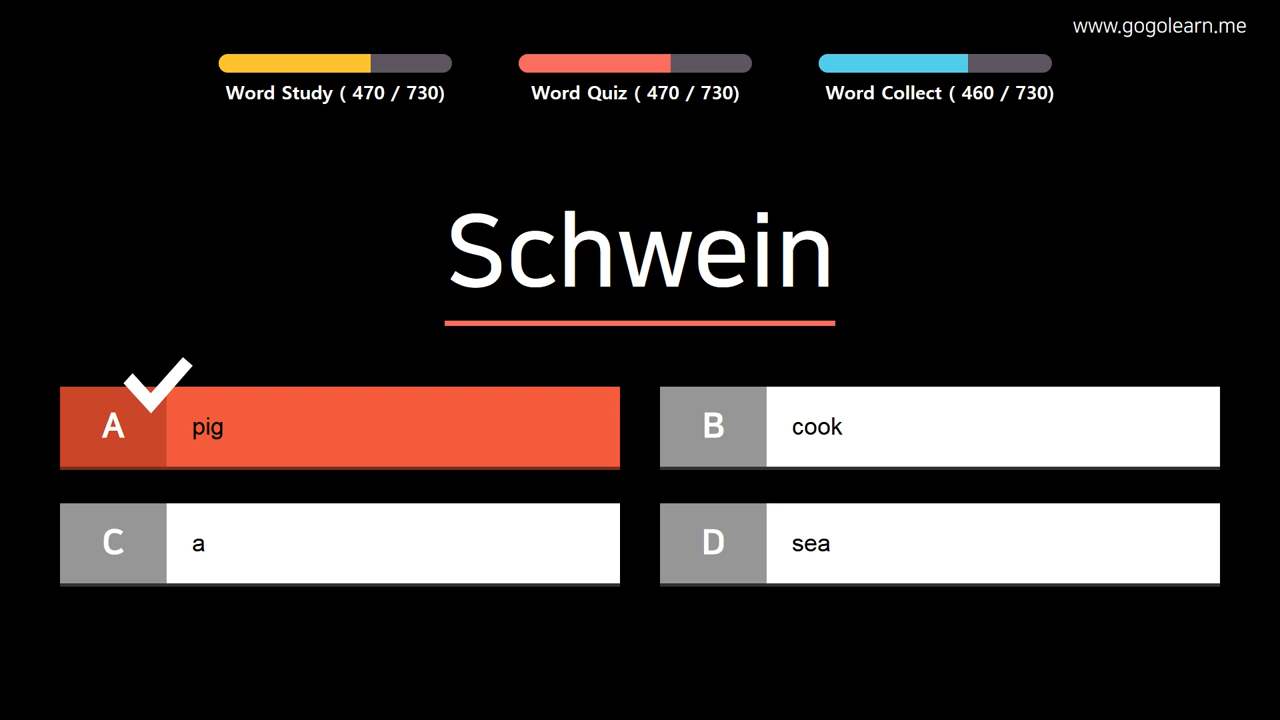 www.gogolearn.me
Word Study ( 470 / 730)
Word Quiz ( 470 / 730)
Word Collect ( 460 / 730)
Schwein
A pig
B cook
C a
D sea